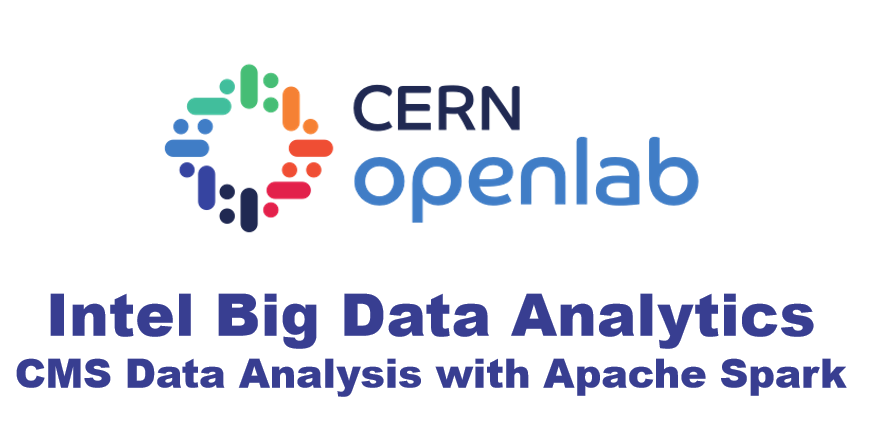 CERN
openlab
Intel Big Data Analytics
CMS Data Analysis with Apache Spark